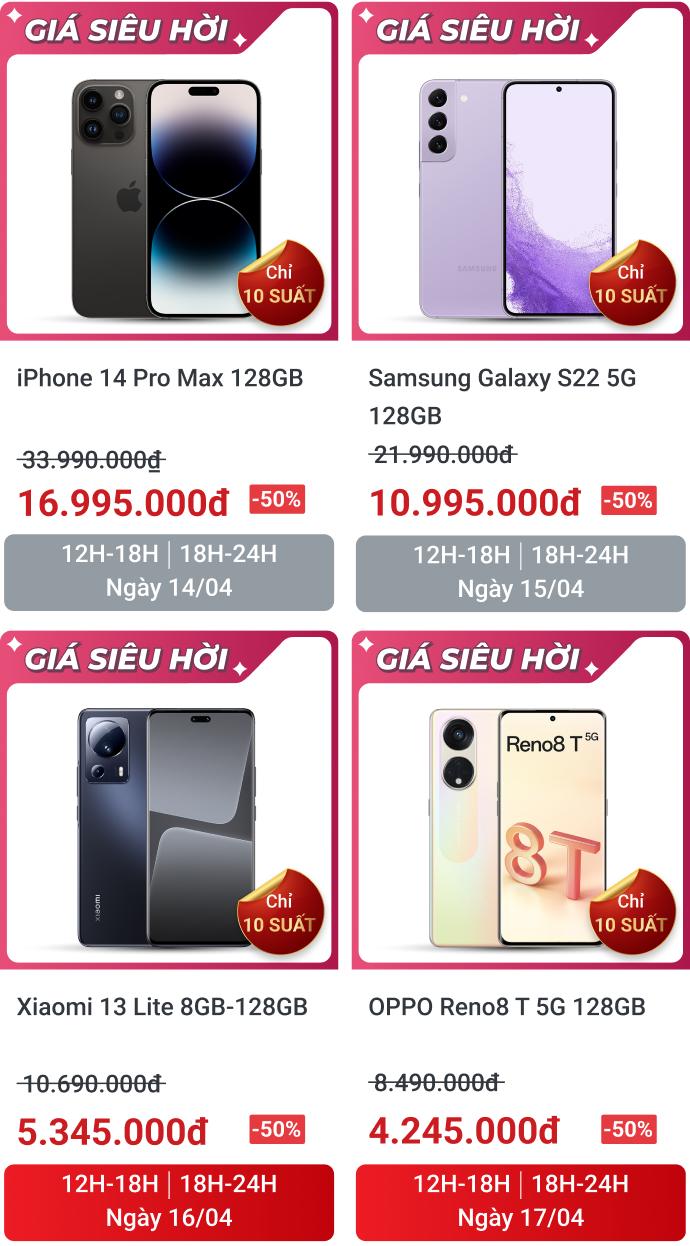 GIÁ SIÊU HỜI
Chỉ
10 SUẤT
iPhone 14 Pro Max 128GB
33.990.000₫
16.995.000đ -50%
12H-18H | 18H-24H
Ngày 14/04
GIÁ SIÊU HỜI
SAMSUNG
Chỉ
10 SUẤT
Samsung Galaxy S22 5G
128GB
21.990.000đ
10.995.000đ -50%
12H-18H | 18H-24H
Ngày 15/04
GIÁ SIÊU HỜI
xiaomi
Chỉ
10 SUẤT
Xiaomi 13 Lite 8GB-128GB
10.690.000đ
5.345.000đ -50%
12H-18H | 18H-24H
Ngày 16/04
GIÁ SIÊU HỜI
Reno8 T 5G
8T
Chỉ
10 SUẤT
OPPO Reno8 T 5G 128GB
8.490.000đ
4.245.000đ -50%
12H-18H | 18H-24H
Ngày 17/04